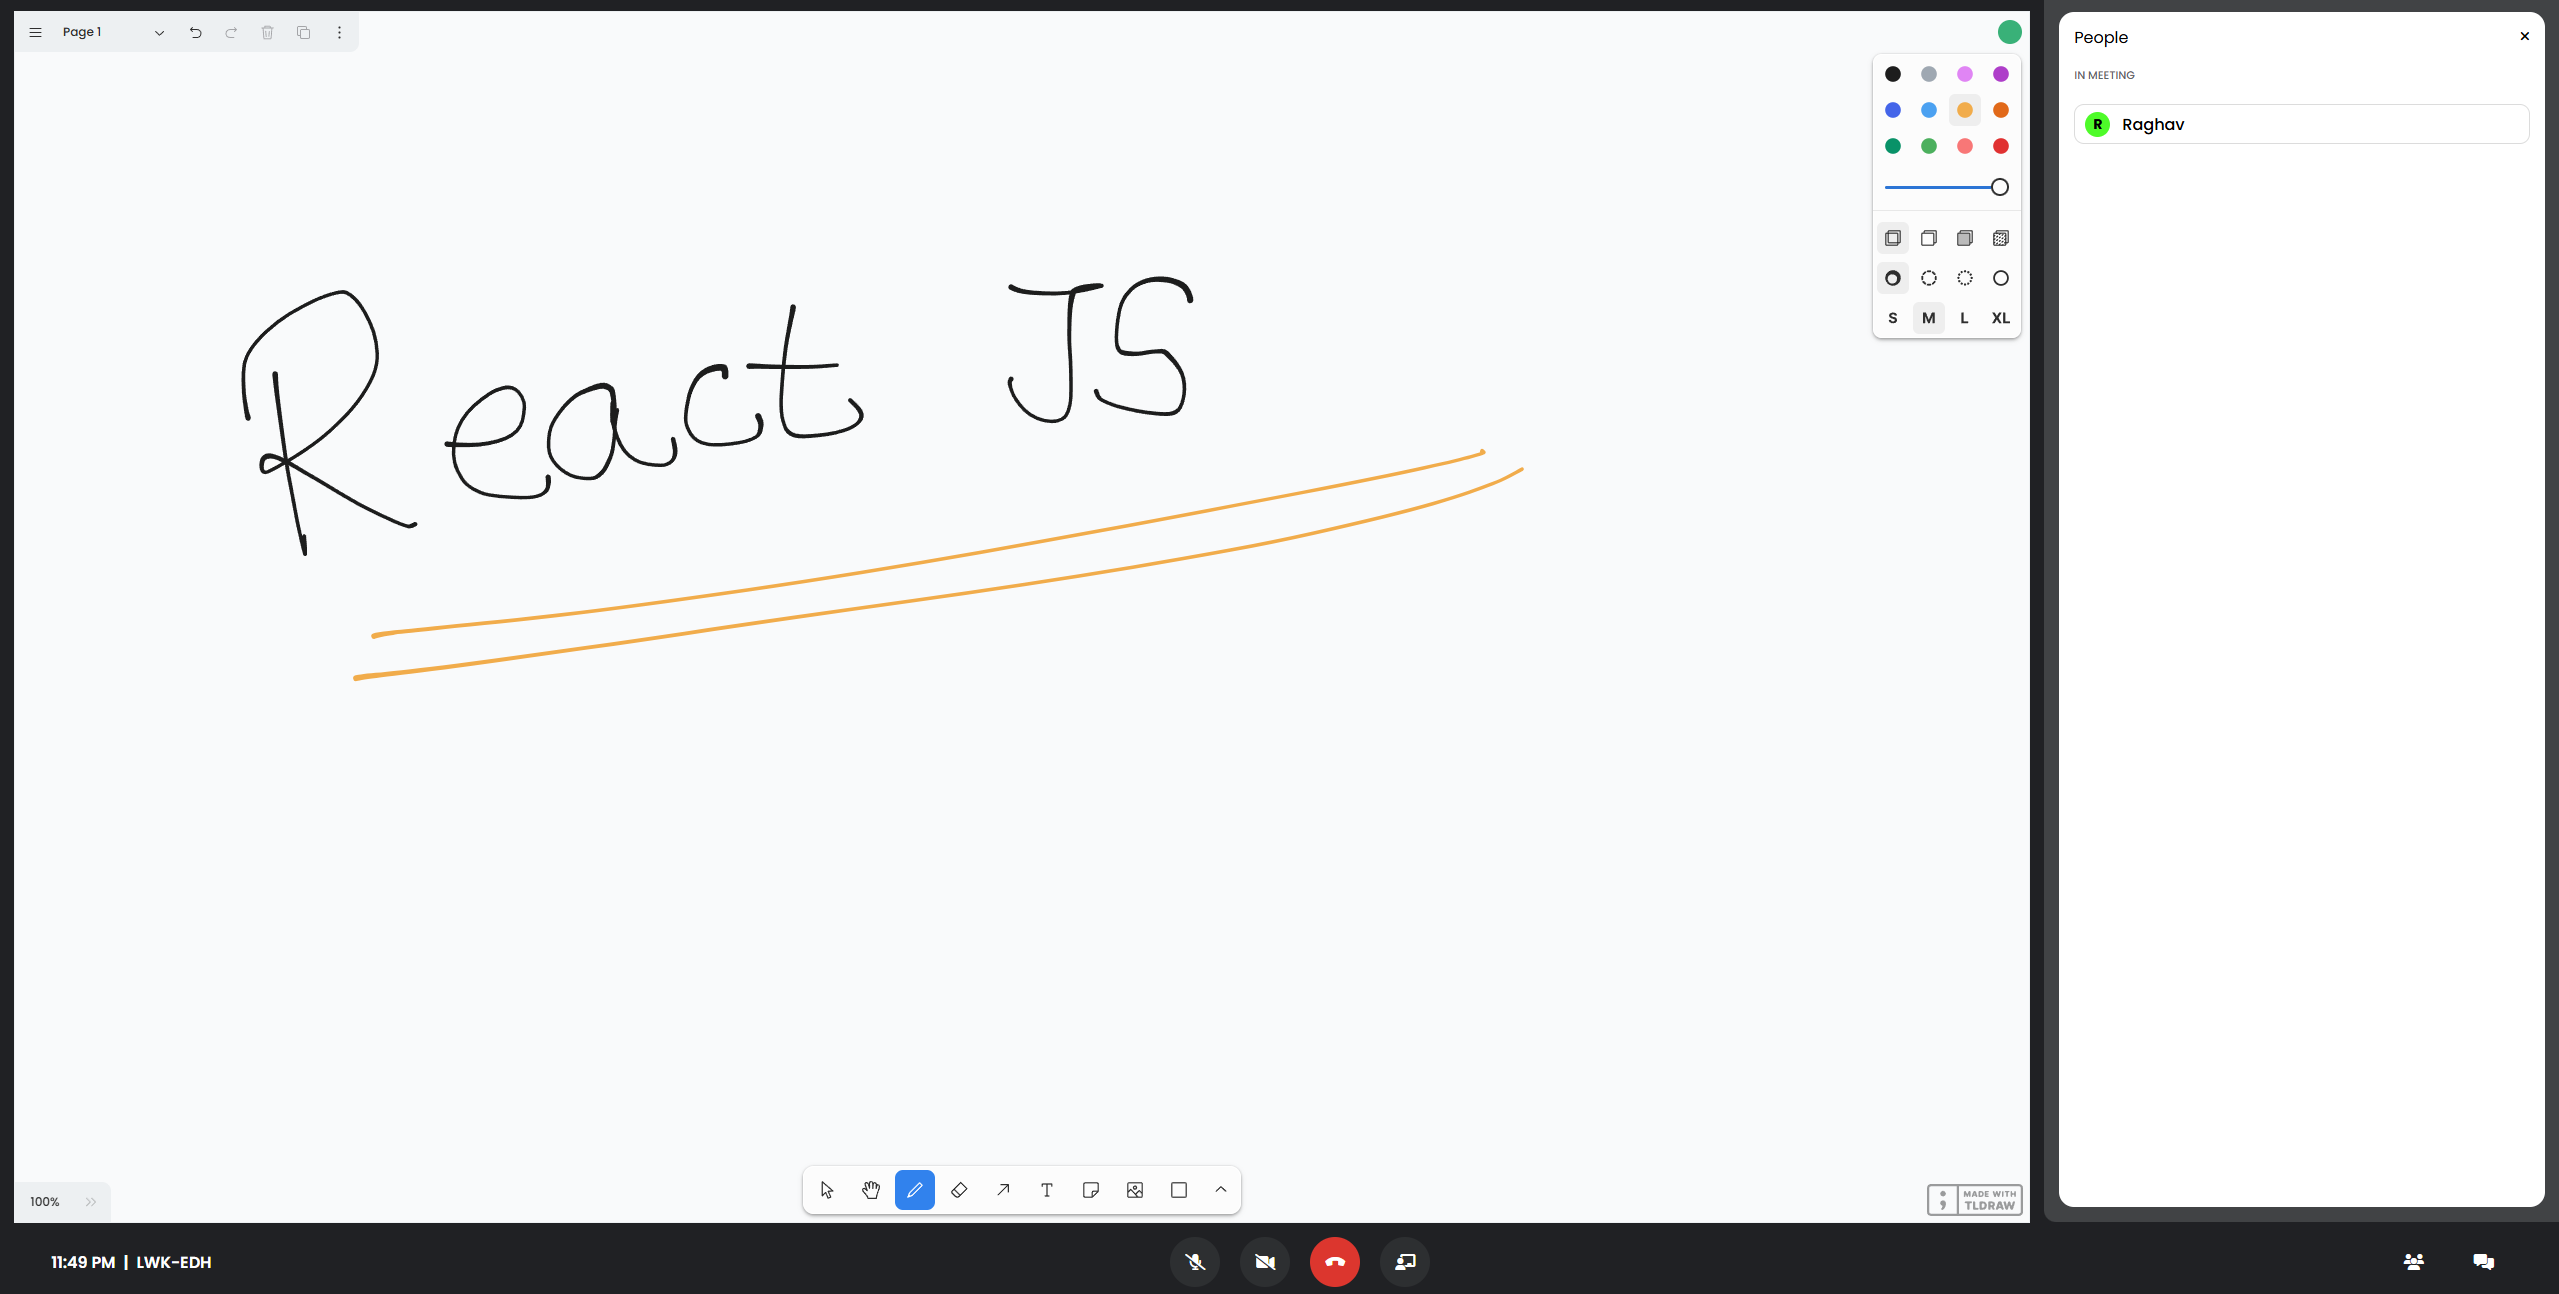 Page 1
People
IN MEETING
R Raghav
React JS
S M L XL
100%
MADE WITH
TLDRAW
11:49 PM | LWK-EDH